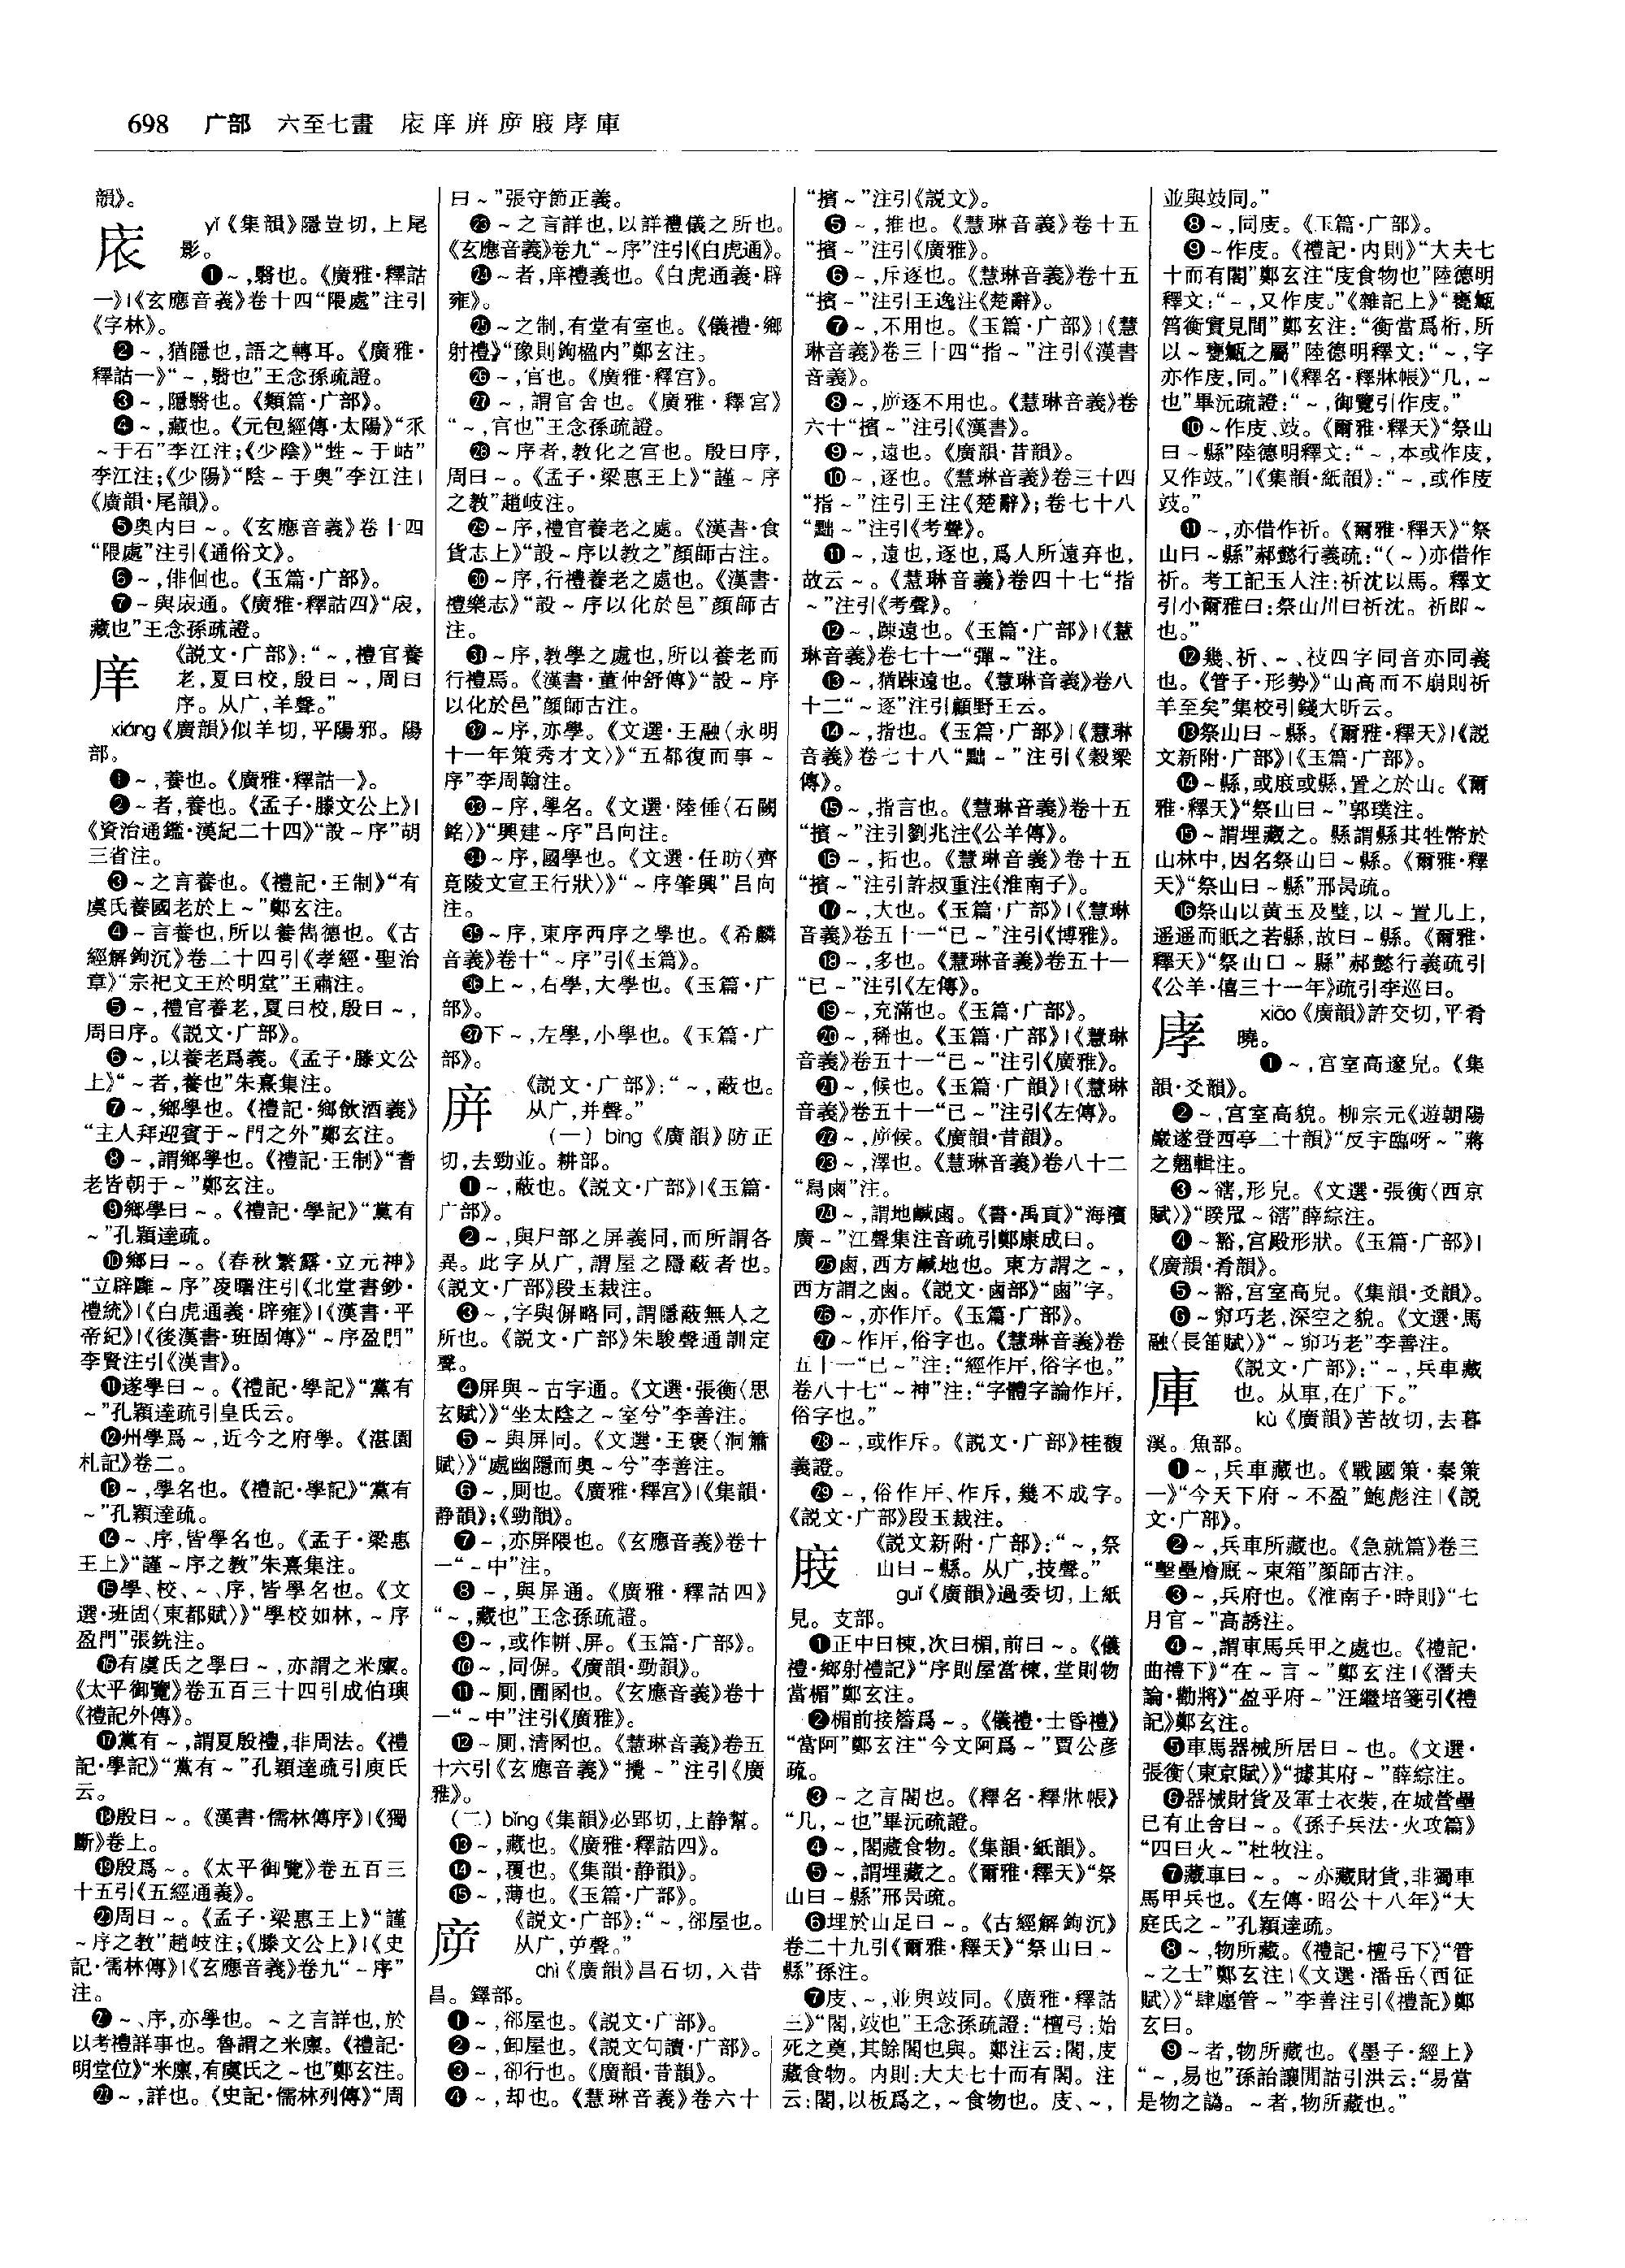 698 广部 六至七畫 庡庠庰㡿庪庨庫
韻》。
庡
yǐ《集韻》隱豈切,上尾
影。
❶～,翳也。《廣雅·釋詁
一》|《玄應音義》卷十四“隈處”注引
《字林》。
❷～,猶隱也,語之轉耳。《廣雅·
釋詁一》“～,翳也”王念孫疏證。
❸～,隱翳也。《類篇·广部》。
❹～,藏也。《元包經傳·太陽》“乑
～于石”李江注;《少陰》“甡～于岵”
李江注;《少陽》“陰～于奥”李江注|
《廣韻·尾韻》。
❺奥内曰～。《玄應音義》卷十四
“隈處”注引《通俗文》。
❻～,俳佪也。《玉篇·广部》。
❼～與扆通。《廣雅·釋詁四》“扆,
藏也”王念孫疏證。
庠
《説文·广部》:“～,禮官養
老,夏曰校,殷曰～,周曰
序。从广,羊聲。”
xiáng《廣韻》似羊切,平陽邪。陽
部。
❶～,養也。《廣雅·釋詁一》。
❷～者,養也。《孟子·滕文公上》|
《資治通鑑·漢紀二十四》“設～序”胡
三省注。
❸～之言養也。《禮記·王制》“有
虞氏養國老於上～”鄭玄注。
❹～言養也,所以養儁德也。《古
經解鉤沉》卷二十四引《孝經·聖治
章》“宗祀文王於明堂”王肅注。
❺～,禮官養老,夏曰校,殷曰～,
周曰序。《説文·广部》。
❻～,以養老爲義。《孟子·滕文公
上》“～者,養也”朱熹集注。
❼～,鄉學也。《禮記·鄉飲酒義》
“主人拜迎賓于～門之外”鄭玄注。
❽～,謂鄉學也。《禮記·王制》“耆
老皆朝于～”鄭玄注。
❾鄉學曰～。《禮記·學記》“黨有
～”孔穎達疏。
❿鄉曰～。《春秋繁露·立元神》
“立辟廱～序”凌曙注引《北堂書鈔·
禮統》|《白虎通義·辟雍》|《漢書·平
帝紀》|《後漢書·班固傳》“～序盈門”
李賢注引《漢書》。
⓫遂學曰～。《禮記·學記》“黨有
～”孔穎達疏引皇氏云。
⓬州學爲～,近今之府學。《湛園
札記》卷二。
⓭～,學名也。《禮記·學記》“黨有
～”孔穎達疏。
⓮～、序,皆學名也。《孟子·梁惠
王上》“謹～序之教”朱熹集注。
⓯學、校、～、序,皆學名也。《文
選·班固〈東都賦〉》“學校如林,～序
盈門”張銑注。
⓰有虞氏之學曰～,亦謂之米廩。
《太平御覽》卷五百三十四引成伯璵
《禮記外傳》。
⓱黨有～,謂夏殷禮,非周法。《禮
記·學記》“黨有～”孔穎達疏引庾氏
云。
⓲殷曰～。《漢書·儒林傳序》|《獨
斷》卷上。
⓳殷爲～。《太平御覽》卷五百三
十五引《五經通義》。
⓴周曰～。《孟子·梁惠王上》“謹
～序之教”趙岐注;《滕文公上》|《史
記·儒林傳》|《玄應音義》卷九“～序”
注。
㉑～、序,亦學也。～之言詳也,於
以考禮詳事也。魯謂之米廩。《禮記·
明堂位》“米廩,有虞氏之～也”鄭玄注。
㉒～,詳也。《史記·儒林列傳》“周
曰～”張守節正義。
㉓～之言詳也,以詳禮儀之所也。
《玄應音義》卷九“～序”注引《白虎通》。
㉔～者,庠禮義也。《白虎通義·辟
雍》。
㉕～之制,有堂有室也。《儀禮·鄉
射禮》“豫則鉤楹内”鄭玄注。
㉖～,官也。《廣雅·釋宫》。
㉗～,謂官舍也。《廣雅·釋宫》
“～,官也”王念孫疏證。
㉘～序者,教化之宫也。殷曰序,
周曰～。《孟子·梁惠王上》“謹～序
之教”趙岐注。
㉙～序,禮官養老之處。《漢書·食
貨志上》“設～序以教之”顔師古注。
㉚～序,行禮養老之處也。《漢書·
禮樂志》“設～序以化於邑”顔師古
注。
㉛～序,教學之處也,所以養老而
行禮焉。《漢書·董仲舒傳》“設～序
以化於邑”顔師古注。
㉜～序,亦學。《文選·王融〈永明
十一年策秀才文〉》“五都復而事～
序”李周翰注。
㉝～序,學名。《文選·陸倕〈石闕
銘〉》“興建～序”吕向注。
㉞～序,國學也。《文選·任昉〈齊
竟陵文宣王行狀〉》“～序肇興”吕向
注。
㉟～序,東序西序之學也。《希麟
音義》卷十“～序”引《玉篇》。
㊱上～,右學,大學也。《玉篇·广
部》。
㊲下～,左學,小學也。《玉篇·广
部》。
庰
《説文·广部》:“～,蔽也。
从广,并聲。”
(一) bìng《廣韻》防正
切,去勁並。耕部。
❶～,蔽也。《説文·广部》|《玉篇·
广部》。
❷～,與尸部之屏義同,而所謂各
異。此字从广,謂屋之隱蔽者也。
《説文·广部》段玉裁注。
❸～,字與偋略同,謂隱蔽無人之
所也。《説文·广部》朱駿聲通訓定
聲。
❹屏與～古字通。《文選·張衡〈思
玄賦〉》“坐太陰之～室兮”李善注。
❺～與屏同。《文選·王褒〈洞簫
賦〉》“處幽隱而奥～兮”李善注。
❻～,厠也。《廣雅·釋宫》|《集韻·
静韻》;《勁韻》。
❼～,亦屏隈也。《玄應音義》卷十
一“～中”注。
❽～,與屏通。《廣雅·釋詁四》
“～,藏也”王念孫疏證。
❾～,或作帡、屏。《玉篇·广部》。
❿～,同偋。《廣韻·勁韻》。
⓫～厠,圊圂也。《玄應音義》卷十
一“～中”注引《廣雅》。
⓬～厠,清圂也。《慧琳音義》卷五
十六引《玄應音義》“攪～”注引《廣
雅》。
(二) bǐng《集韻》必郢切,上静幫。
⓭～,藏也。《廣雅·釋詁四》。
⓮～,覆也。《集韻·静韻》。
⓯～,薄也。《玉篇·广部》。
㡿
《説文·广部》:“～,郤屋也。
从广,屰聲。”
chì《廣韻》昌石切,入昔
昌。鐸部。
❶～,郤屋也。《説文·广部》。
❷～,卸屋也。《説文句讀·广部》。
❸～,卻行也。《廣韻·昔韻》。
❹～,却也。《慧琳音義》卷六十
“擯～”注引《説文》。
❺～,推也。《慧琳音義》卷十五
“擯～”注引《廣雅》。
❻～,斥逐也。《慧琳音義》卷十五
“擯～”注引王逸注《楚辭》。
❼～,不用也。《玉篇·广部》|《慧
琳音義》卷三十四“指～”注引《漢書
音義》。
❽～,㡿逐不用也。《慧琳音義》卷
六十“擯～”注引《漢書》。
❾～,遠也。《廣韻·昔韻》。
❿～,逐也。《慧琳音義》卷三十四
“指～”注引王注《楚辭》;卷七十八
“黜～”注引《考聲》。
⓫～,遠也,逐也,爲人所遠弃也,
故云～。《慧琳音義》卷四十七“指
～”注引《考聲》。
⓬～,踈遠也。《玉篇·广部》|《慧
琳音義》卷七十一“彈～”注。
⓭～,猶踈遠也。《慧琳音義》卷八
十二“～逐”注引顧野王云。
⓮～,指也。《玉篇·广部》|《慧琳
音義》卷七十八“黜～”注引《穀梁
傳》。
⓯～,指言也。《慧琳音義》卷十五
“擯～”注引劉兆注《公羊傳》。
⓰～,拓也。《慧琳音義》卷十五
“擯～”注引許叔重注《淮南子》。
⓱～,大也。《玉篇·广部》|《慧琳
音義》卷五十一“已～”注引《博雅》。
⓲～,多也。《慧琳音義》卷五十一
“已～”注引《左傳》。
⓳～,充滿也。《玉篇·广部》。
⓴～,稀也。《玉篇·广部》|《慧琳
音義》卷五十一“已～”注引《廣雅》。
㉑～,候也。《玉篇·广韻》|《慧琳
音義》卷五十一“已～”注引《左傳》。
㉒～,㡿候。《廣韻·昔韻》。
㉓～,澤也。《慧琳音義》卷八十二
“舄鹵”注。
㉔～,謂地鹹鹵。《書·禹貢》“海濱
廣～”江聲集注音疏引鄭康成曰。
㉕鹵,西方鹹地也。東方謂之～,
西方謂之鹵。《説文·鹵部》“鹵”字。
㉖～,亦作厈。《玉篇·广部》。
㉗～作厈,俗字也。《慧琳音義》卷
五十一“已～”注:“經作厈,俗字也。”
卷八十七“～神”注:“字體字論作厈,
俗字也。”
㉘～,或作斥。《説文·广部》桂馥
義證。
㉙～,俗作厈、作斥,幾不成字。
《説文·广部》段玉裁注。
庪
《説文新附·广部》:“～,祭
山曰～縣。从广,技聲。”
guǐ《廣韻》過委切,上紙
見。支部。
❶正中曰棟,次曰楣,前曰～。《儀
禮·鄉射禮記》“序則屋當棟,堂則物
當楣”鄭玄注。
❷楣前接簷爲～。《儀禮·士昏禮》
“當阿”鄭玄注“今文阿爲～”賈公彦
疏。
❸～之言閣也。《釋名·釋牀帳》
“几,～也”畢沅疏證。
❹～,閣藏食物。《集韻·紙韻》。
❺～,謂埋藏之。《爾雅·釋天》“祭
山曰～縣”邢昺疏。
❻埋於山足曰～。《古經解鉤沉》
卷二十九引《爾雅·釋天》“祭山曰～
縣”孫注。
❼庋、～,並與攱同。《廣雅·釋詁
三》“閣,攱也”王念孫疏證:“檀弓:始
死之奠,其餘閣也與。鄭注云:閣,庋
藏食物。内則:大夫七十而有閣。注
云:閣,以板爲之,～食物也。庋、～,
並與攱同。”
❽～,同庋。《玉篇·广部》。
❾～作庋。《禮記·内則》“大夫七
十而有閣”鄭玄注“庋食物也”陸德明
釋文:“～,又作庋。”《雜記上》“甕甒
筲衡實見間”鄭玄注:“衡當爲桁,所
以～甕甒之屬”陸德明釋文:“～,字
亦作庋,同。”|《釋名·釋牀帳》“几,～
也”畢沅疏證:“～,御覽引作庋。”
❿～作庋、攱。《爾雅·釋天》“祭山
曰～縣”陸德明釋文:“～,本或作庋,
又作攱。”|《集韻·紙韻》:“～,或作庋
攱。”
⓫～,亦借作祈。《爾雅·釋天》“祭
山曰～縣”郝懿行義疏:“(～)亦借作
祈。考工記玉人注:祈沈以馬。釋文
引小爾雅曰:祭山川曰祈沈。祈即～
也。”
⓬幾、祈、～、衼四字同音亦同義
也。《管子·形勢》“山高而不崩則祈
羊至矣”集校引錢大昕云。
⓭祭山曰～縣。《爾雅·釋天》|《説
文新附·广部》|《玉篇·广部》。
⓮～縣,或庪或縣,置之於山。《爾
雅·釋天》“祭山曰～”郭璞注。
⓯～謂埋藏之。縣謂縣其牲幣於
山林中,因名祭山曰～縣。《爾雅·釋
天》“祭山曰～縣”邢昺疏。
⓰祭山以黄玉及璧,以～置几上,
遥遥而眂之若縣,故曰～縣。《爾雅·
釋天》“祭山曰～縣”郝懿行義疏引
《公羊·僖三十一年》疏引李巡曰。
庨
xiāo《廣韻》許交切,平肴
曉。
❶～,宫室高邃皃。《集
韻·爻韻》。
❷～,宫室高貌。柳宗元《遊朝陽
巖遂登西亭二十韻》“反宇臨呀～”蔣
之翹輯注。
❸～䆷,形皃。《文選·張衡〈西京
賦〉》“睽罛～䆷”薛綜注。
❹～豁,宫殿形狀。《玉篇·广部》|
《廣韻·肴韻》。
❺～豁,宫室高皃。《集韻·爻韻》。
❻～窌巧老,深空之貌。《文選·馬
融〈長笛賦〉》“～窌巧老”李善注。
庫
《説文·广部》:“～,兵車藏
也。从車,在广下。”
kù《廣韻》苦故切,去暮
溪。魚部。
❶～,兵車藏也。《戰國策·秦策
一》“今天下府～不盈”鮑彪注|《説
文·广部》。
❷～,兵車所藏也。《急就篇》卷三
“墼壘廥廐～東箱”顔師古注。
❸～,兵府也。《淮南子·時則》“七
月官～”高誘注。
❹～,謂車馬兵甲之處也。《禮記·
曲禮下》“在～言～”鄭玄注|《潛夫
論·勸將》“盈乎府～”汪繼培箋引《禮
記》鄭玄注。
❺車馬器械所居曰～也。《文選·
張衡〈東京賦〉》“據其府～”薛綜注。
❻器械財貨及軍士衣裝,在城營壘
已有止舍曰～。《孫子兵法·火攻篇》
“四曰火～”杜牧注。
❼藏車曰～。～亦藏財貨,非獨車
馬甲兵也。《左傳·昭公十八年》“大
庭氏之～”孔穎達疏。
❽～,物所藏。《禮記·檀弓下》“管
～之士”鄭玄注|《文選·潘岳〈西征
賦〉》“肆廛管～”李善注引《禮記》鄭
玄曰。
❾～者,物所藏也。《墨子·經上》
“～,易也”孫詒讓閒詁引洪云:“易當
是物之譌。～者,物所藏也。”